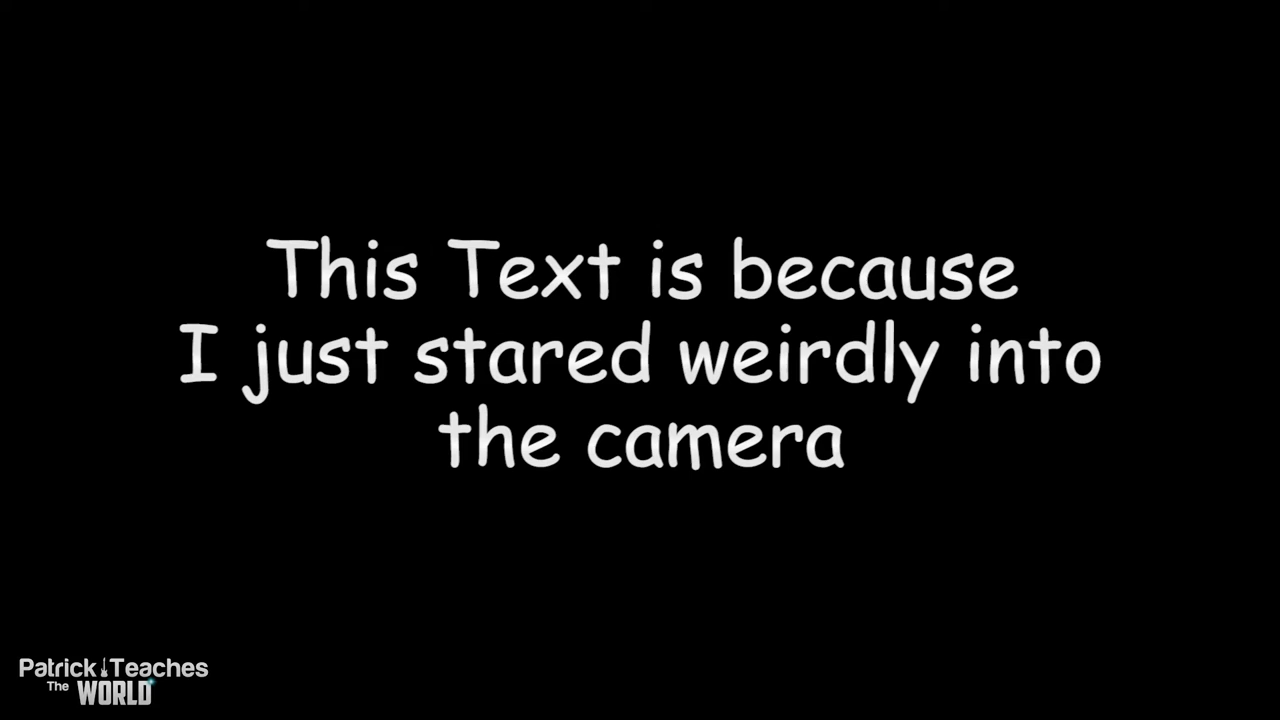 This Text is because
I just stared weirdly into
the camera
Patrick Teaches
The WORLD